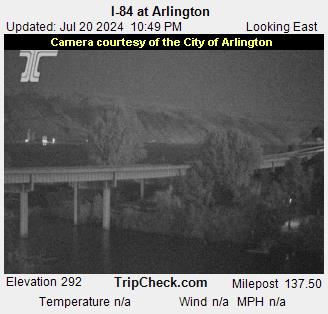 I-84 at Arlington
Updated: Jul 20 2024 10:49 PM Looking East
Camera courtesy of the City of Arlington
Elevation 292 TripCheck.com Milepost 137.50
Temperature n/a Wind n/a MPH n/a